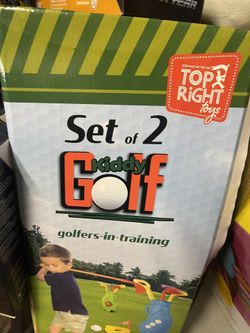 TOP
RiGHT
Toys
Set of 2
Kiddy
Golf
golfers-in-training